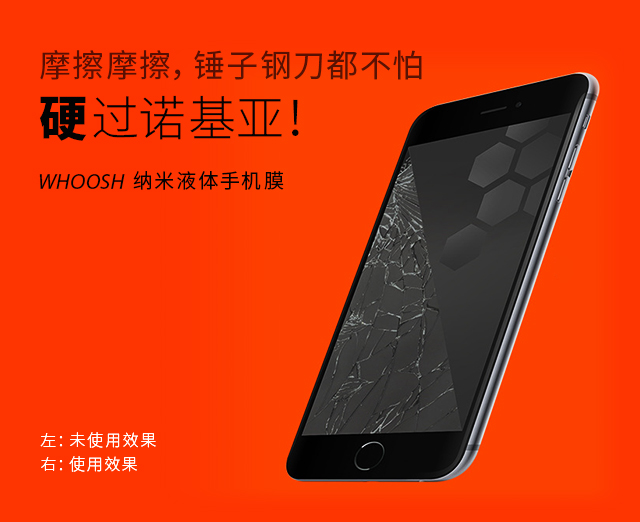 摩擦摩擦，锤子钢刀都不怕
硬过诺基亚！
WHOOSH 纳米液体手机膜
左：未使用效果
右：使用效果